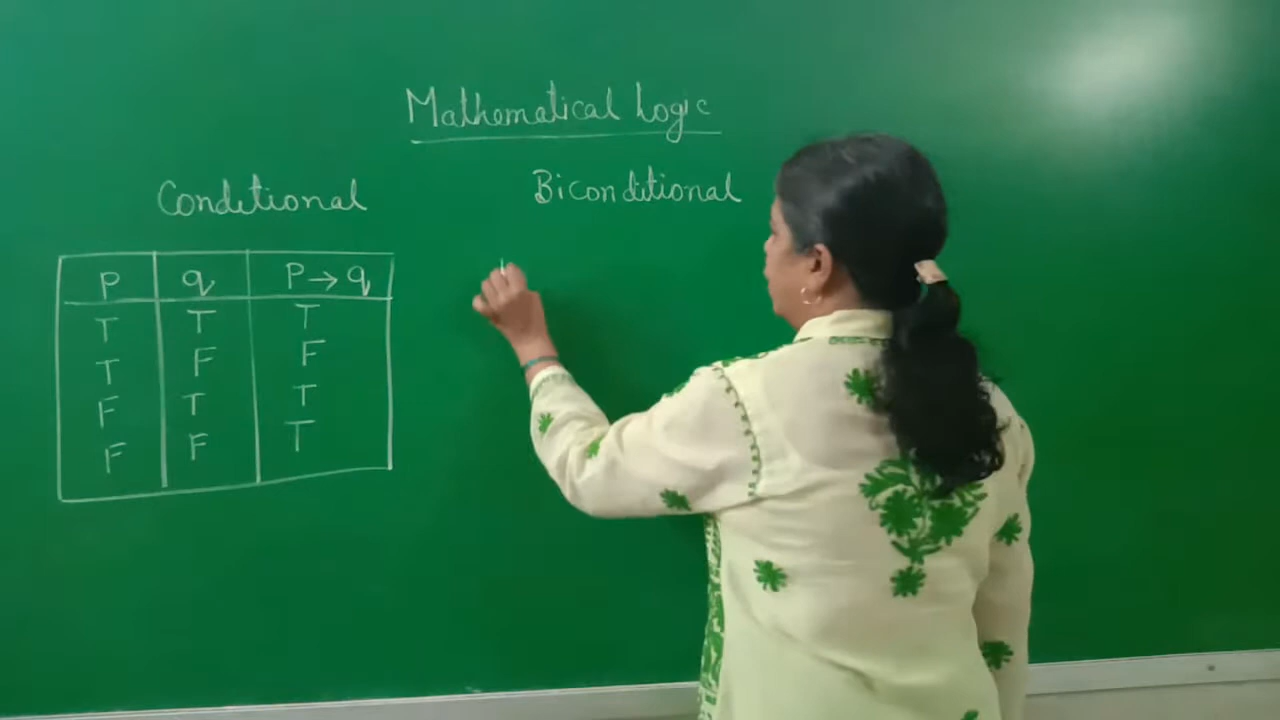 Mathematical Logic
Conditional
Biconditional
P q P → q
T T T
T F F
F T T
F F T